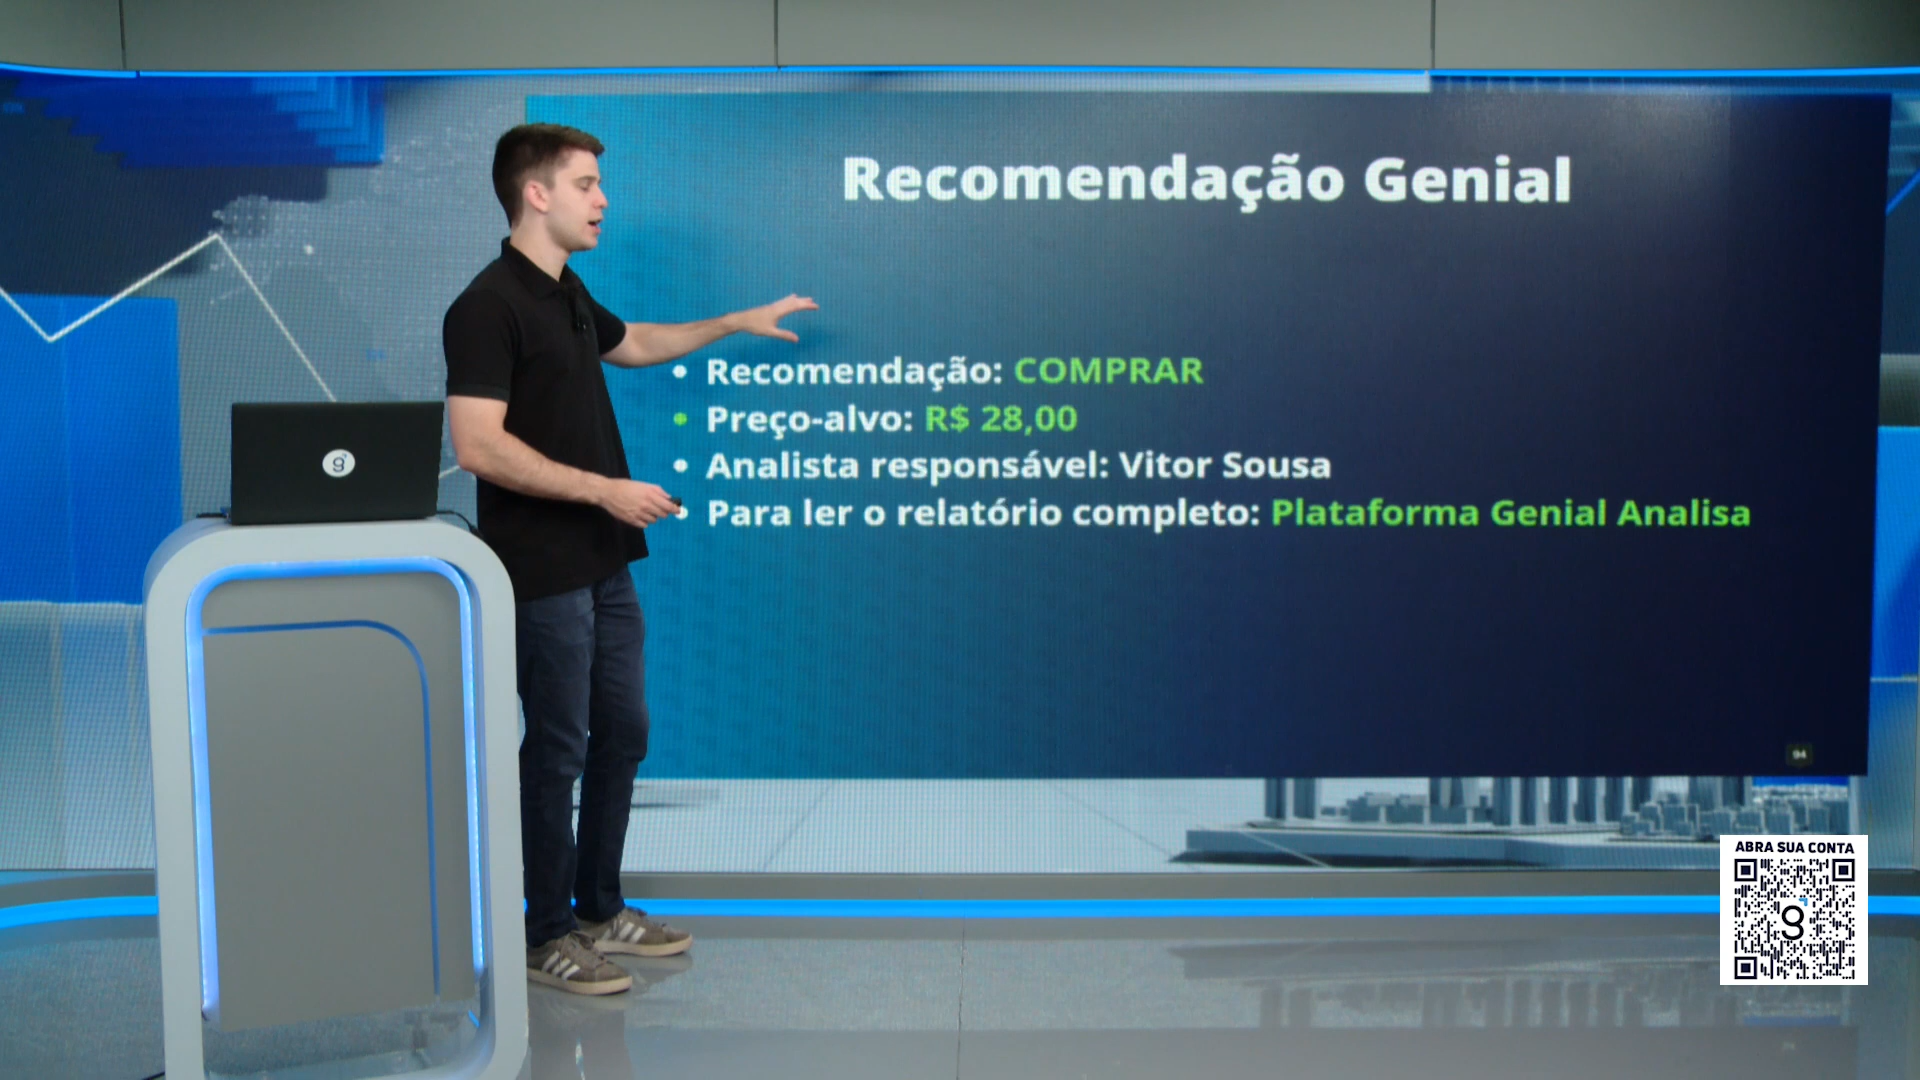 Recomendação Genial
• Recomendação: COMPRAR
• Preço-alvo: R$ 28,00
• Analista responsável: Vitor Sousa
• Para ler o relatório completo: Plataforma Genial Analisa
94
ABRA SUA CONTA
g
g